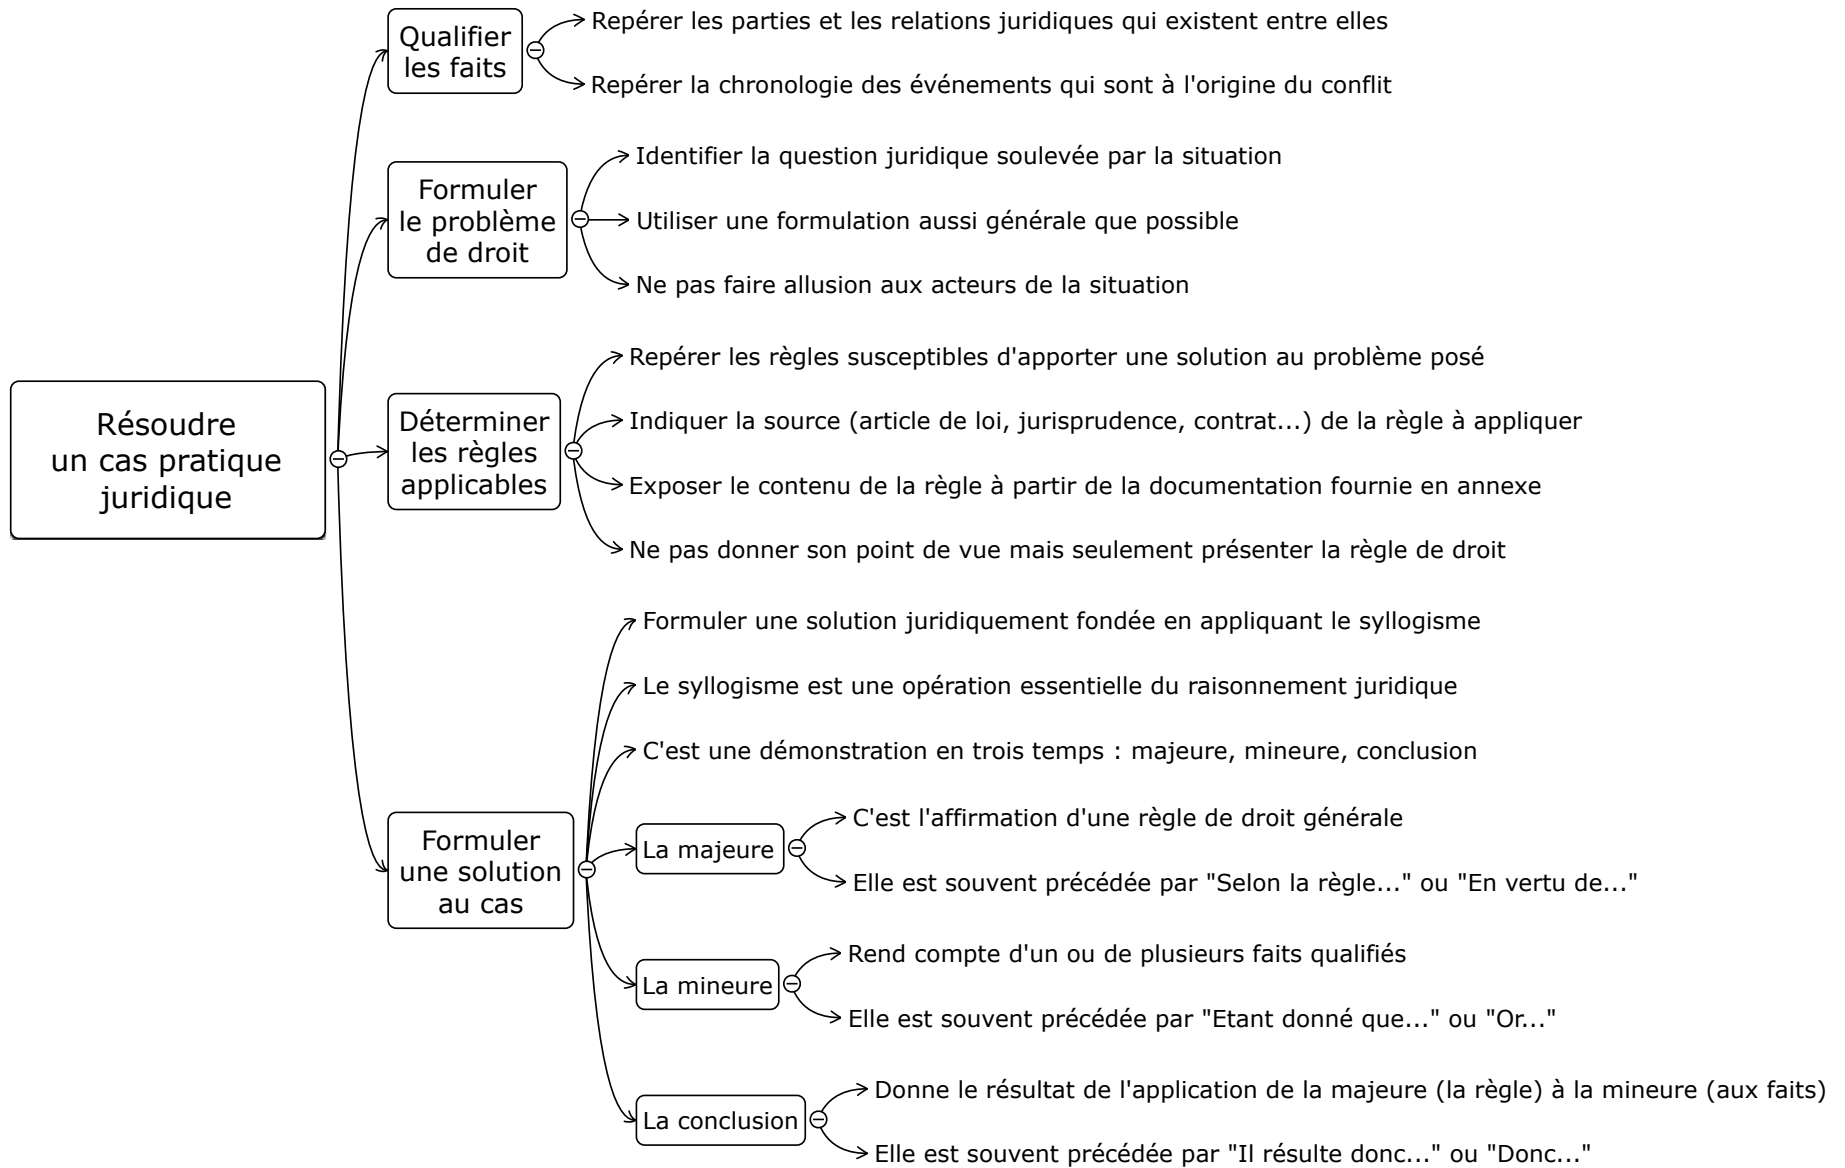 Résoudre
un cas pratique
juridique
Qualifier
les faits
Repérer les parties et les relations juridiques qui existent entre elles
Repérer la chronologie des événements qui sont à l'origine du conflit
Formuler
le problème
de droit
Identifier la question juridique soulevée par la situation
Utiliser une formulation aussi générale que possible
Ne pas faire allusion aux acteurs de la situation
Déterminer
les règles
applicables
Repérer les règles susceptibles d'apporter une solution au problème posé
Indiquer la source (article de loi, jurisprudence, contrat...) de la règle à appliquer
Exposer le contenu de la règle à partir de la documentation fournie en annexe
Ne pas donner son point de vue mais seulement présenter la règle de droit
Formuler
une solution
au cas
Formuler une solution juridiquement fondée en appliquant le syllogisme
Le syllogisme est une opération essentielle du raisonnement juridique
C'est une démonstration en trois temps : majeure, mineure, conclusion
La majeure
C'est l'affirmation d'une règle de droit générale
Elle est souvent précédée par "Selon la règle..." ou "En vertu de..."
La mineure
Rend compte d'un ou de plusieurs faits qualifiés
Elle est souvent précédée par "Etant donné que..." ou "Or..."
La conclusion
Donne le résultat de l'application de la majeure (la règle) à la mineure (aux faits)
Elle est souvent précédée par "Il résulte donc..." ou "Donc..."